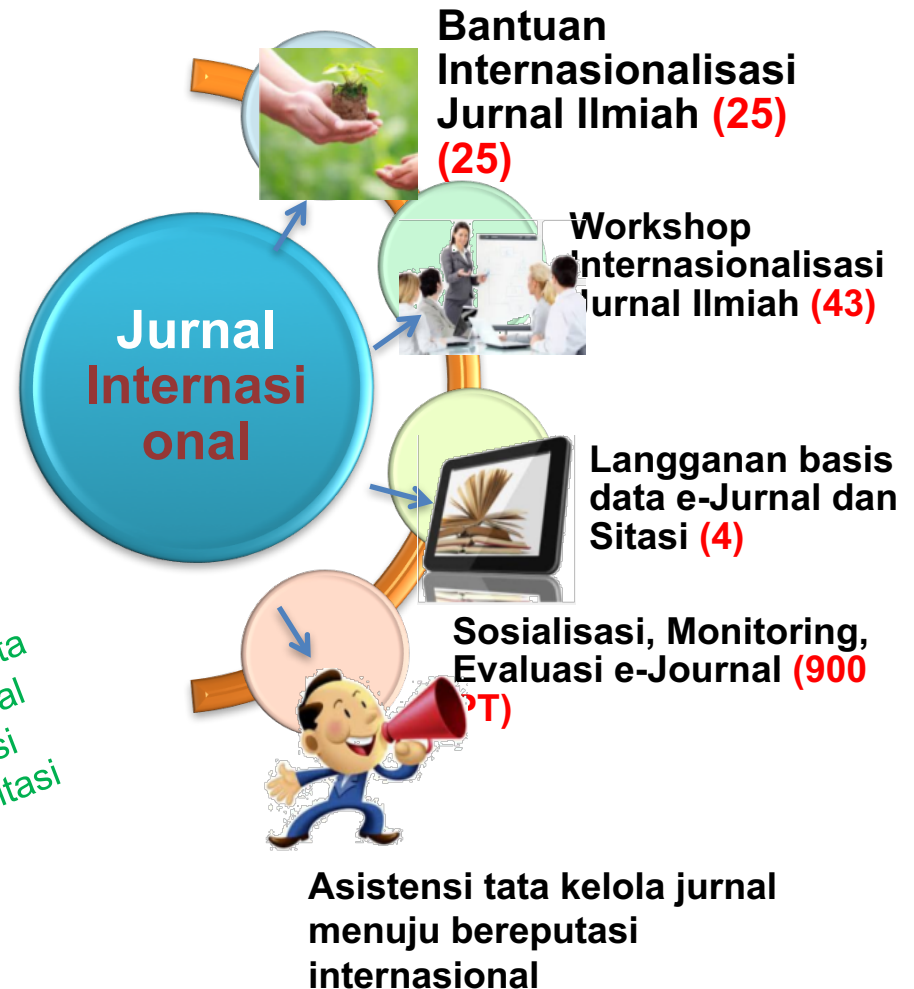 Bantuan
Internasionalisasi
Jurnal Ilmiah (25)
(25)
Workshop
Internasionalisasi
Jurnal Ilmiah (43)
Jurnal
Internasi
onal
Langganan basis
data e-Jurnal dan
Sitasi (4)
Sosialisasi, Monitoring,
Evaluasi e-Journal (900
PT)
Asistensi tata kelola jurnal
menuju bereputasi
internasional